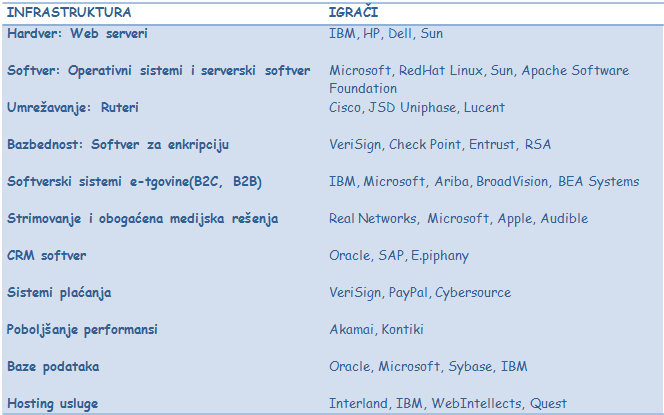 INFRASTRUKTURA IGRAČI
Hardver: Web serveri IBM, HP, Dell, Sun
Softver: Operativni sistemi i serverski softver Microsoft, RedHat Linux, Sun, Apache Software
Foundation
Umrežavanje: Ruteri Cisco, JSD Uniphase, Lucent
Bazbednost: Softver za enkripciju VeriSign, Check Point, Entrust, RSA
Softverski sistemi e-tgovine(B2C, B2B) IBM, Microsoft, Ariba, BroadVision, BEA Systems
Strimovanje i obogaćena medijska rešenja Real Networks, Microsoft, Apple, Audible
CRM softver Oracle, SAP, E.piphany
Sistemi plaćanja VeriSign, PayPal, Cybersource
Poboljšanje performansi Akamai, Kontiki
Baze podataka Oracle, Microsoft, Sybase, IBM
Hosting usluge Interland, IBM, WebIntellects, Quest